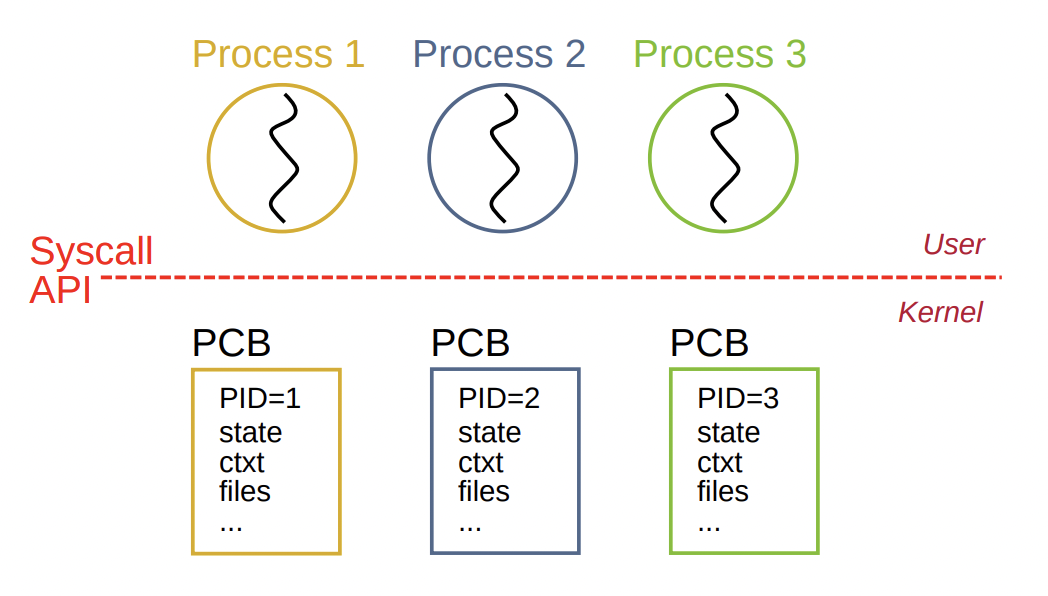 Process 1
Process 2
Process 3
User
Syscall
API
Kernel
PCB
PID=1
state
ctxt
files
...
PCB
PID=2
state
ctxt
files
...
PCB
PID=3
state
ctxt
files
...